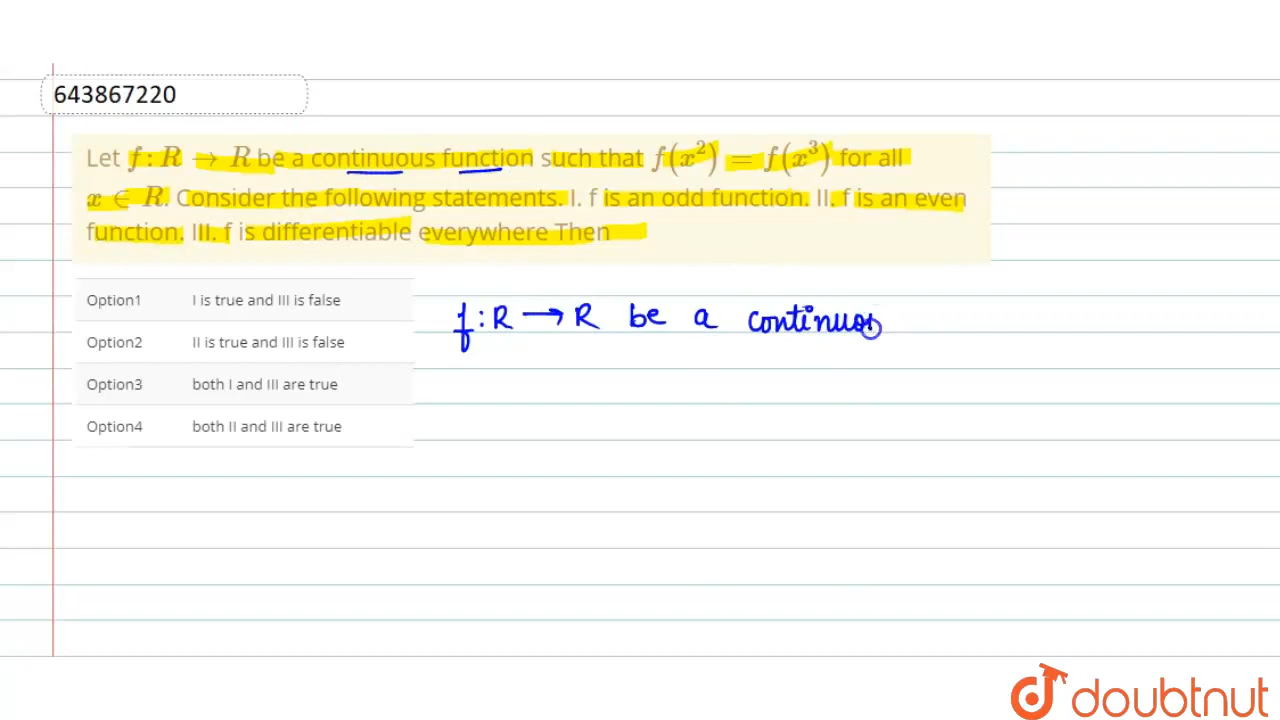 643867220
Let f : R → R be a continuous function such that f(x²) = f(x³) for all
x ∈ R. Consider the following statements. I. f is an odd function. II. f is an even
function. III. f is differentiable everywhere Then
Option1 I is true and III is false
Option2 II is true and III is false
Option3 both I and III are true
Option4 both II and III are true
f : R → R be a continuou
doubtnut